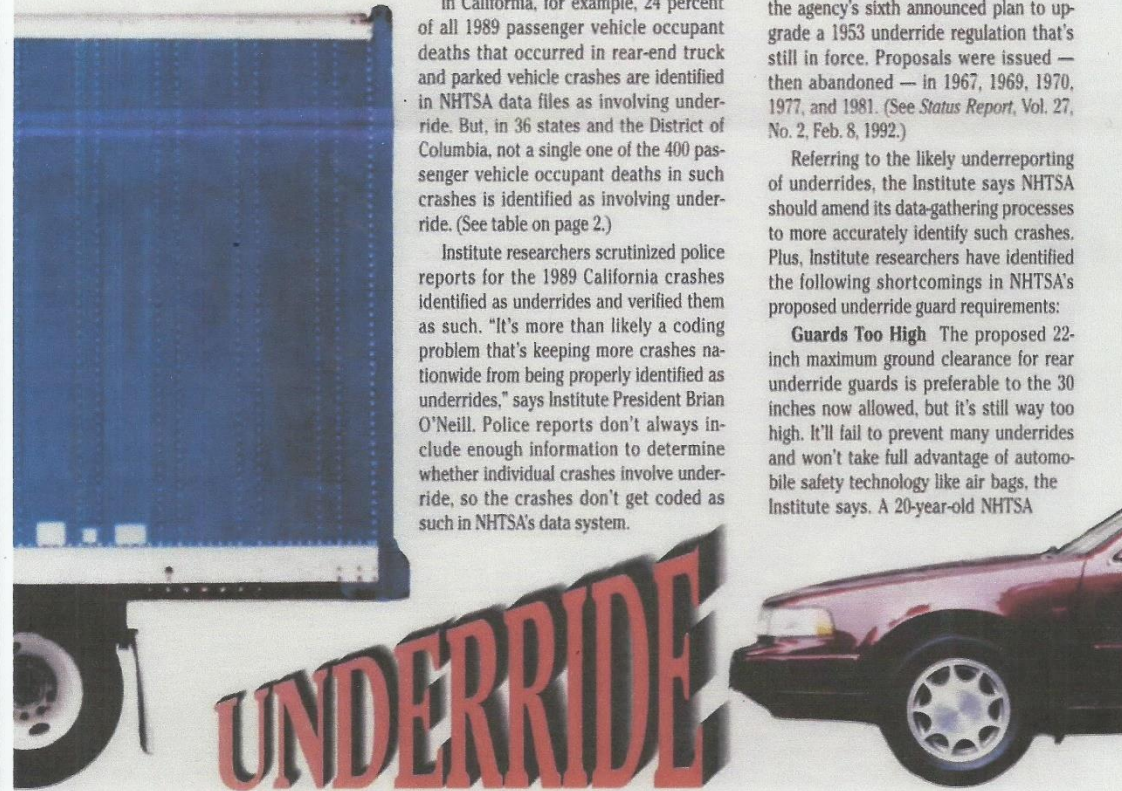 In California, for example, 24 percent
of all 1989 passenger vehicle occupant
deaths that occurred in rear-end truck
and parked vehicle crashes are identified
in NHTSA data files as involving under-
ride. But, in 36 states and the District of
Columbia, not a single one of the 400 pas-
senger vehicle occupant deaths in such
crashes is identified as involving under-
ride. (See table on page 2.)
Institute researchers scrutinized police
reports for the 1989 California crashes
identified as underrides and verified them
as such. "It's more than likely a coding
problem that's keeping more crashes na-
tionwide from being properly identified as
underrides," says Institute President Brian
O'Neill. Police reports don't always in-
clude enough information to determine
whether individual crashes involve under-
ride, so the crashes don't get coded as
such in NHTSA's data system.
the agency's sixth announced plan to up-
grade a 1953 underride regulation that's
still in force. Proposals were issued —
then abandoned — in 1967, 1969, 1970,
1977, and 1981. (See Status Report, Vol. 27,
No. 2, Feb. 8, 1992.)
Referring to the likely underreporting
of underrides, the Institute says NHTSA
should amend its data-gathering processes
to more accurately identify such crashes.
Plus, Institute researchers have identified
the following shortcomings in NHTSA's
proposed underride guard requirements:
Guards Too High The proposed 22-
inch maximum ground clearance for rear
underride guards is preferable to the 30
inches now allowed, but it's still way too
high. It'll fail to prevent many underrides
and won't take full advantage of automo-
bile safety technology like air bags, the
Institute says. A 20-year-old NHTSA
UNDERRIDE